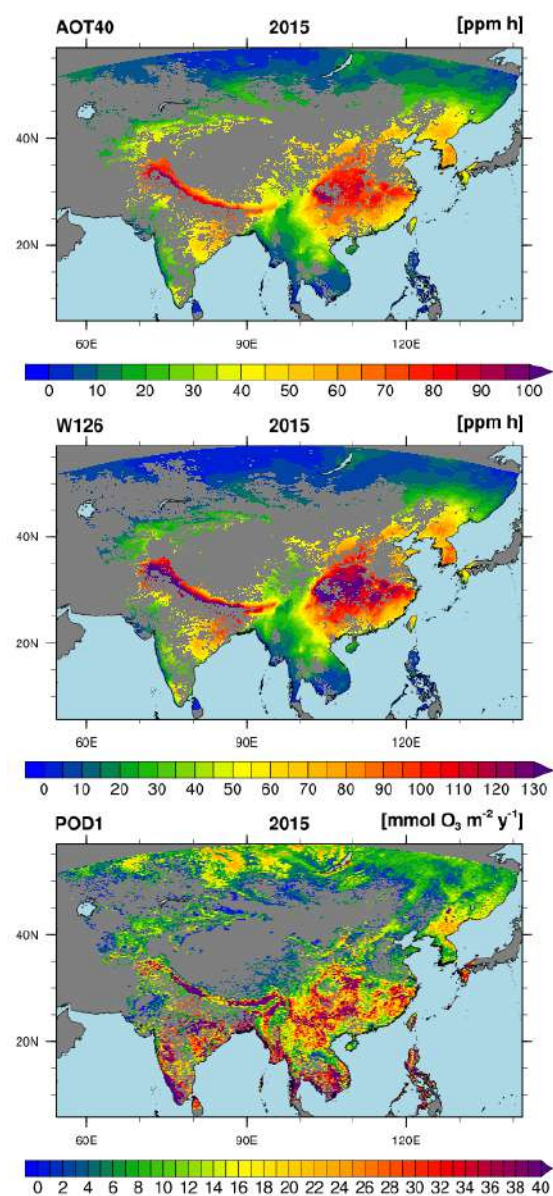 AOT40 2015 [ppm h]
40N
20N
60E 90E 120E
0 10 20 30 40 50 60 70 80 90 100
W126 2015 [ppm h]
40N
20N
60E 90E 120E
0 10 20 30 40 50 60 70 80 90 100 110 120 130
POD1 2015 [mmol O₃ m⁻² y⁻¹]
40N
20N
60E 90E 120E
0 2 4 6 8 10 12 14 16 18 20 22 24 26 28 30 32 34 36 38 40